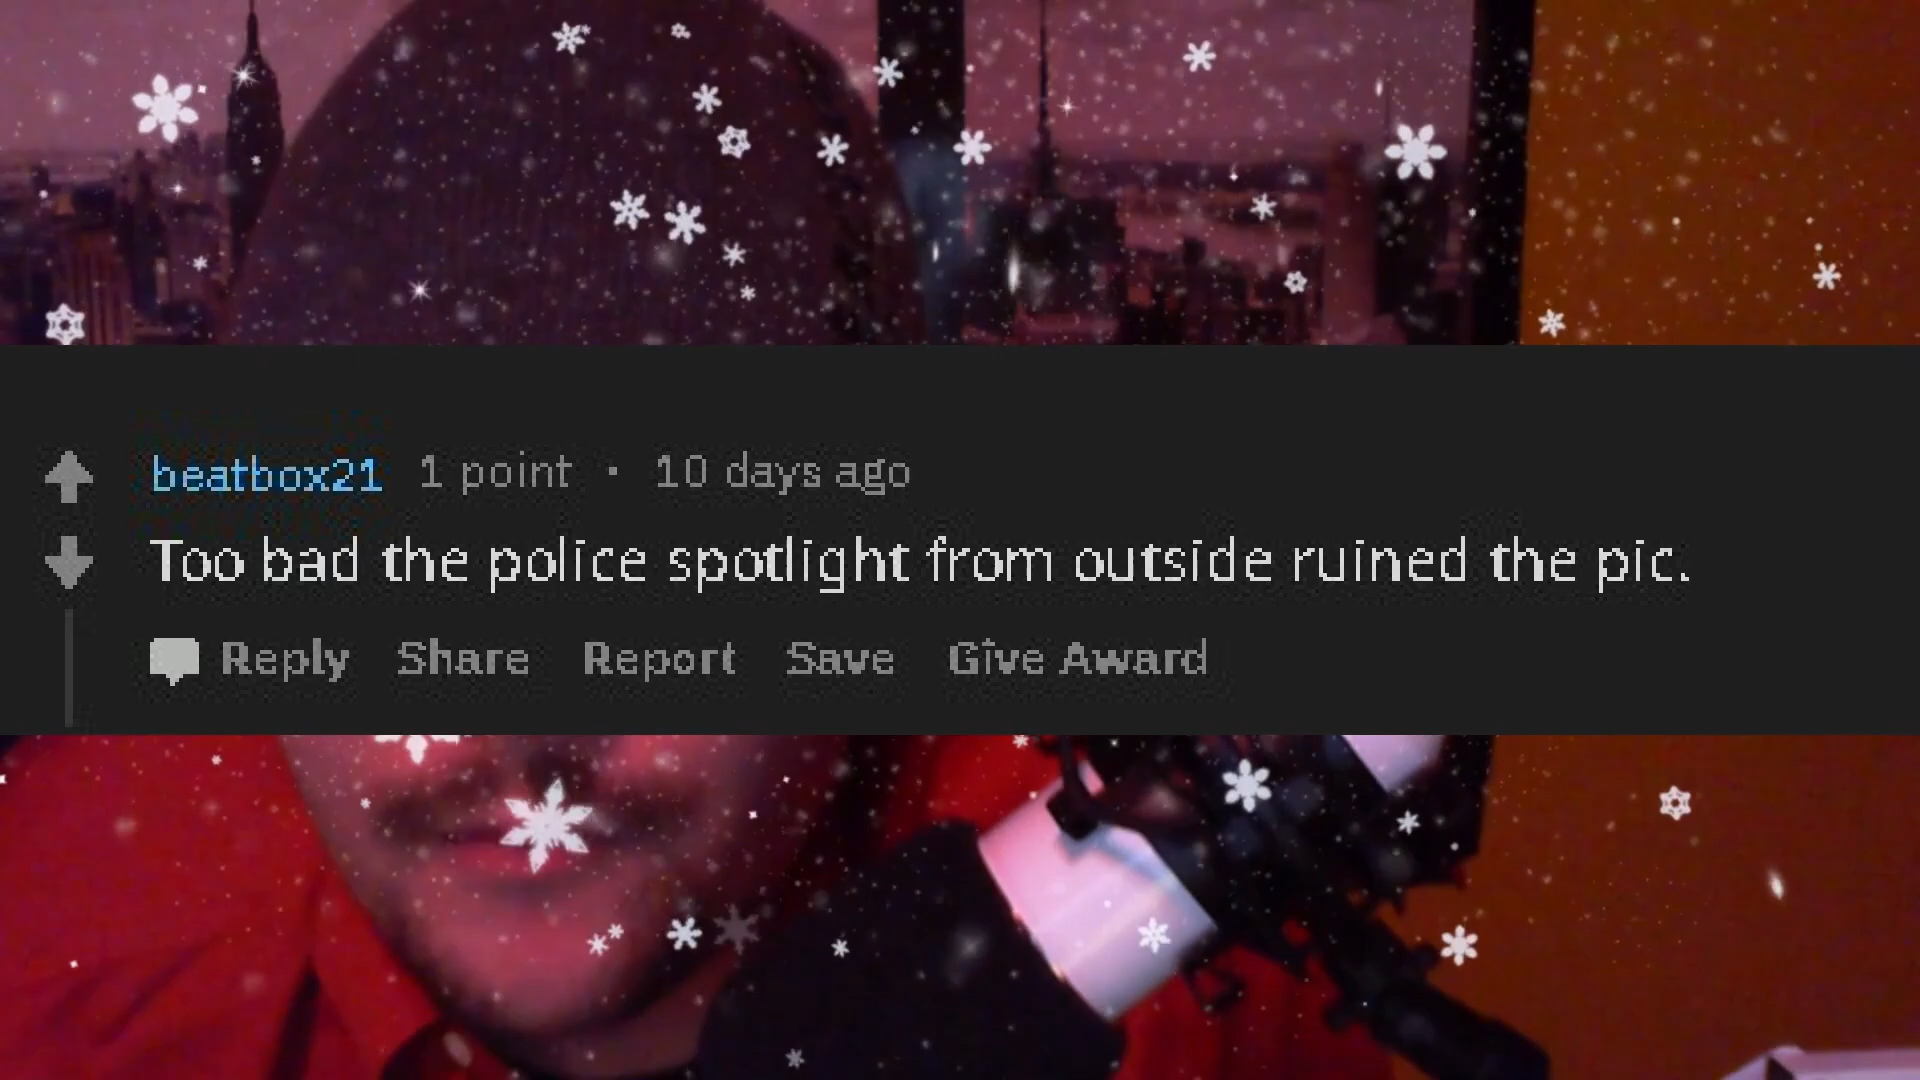 beatbox21 1 point · 10 days ago
Too bad the police spotlight from outside ruined the pic.
Reply Share Report Save Give Award